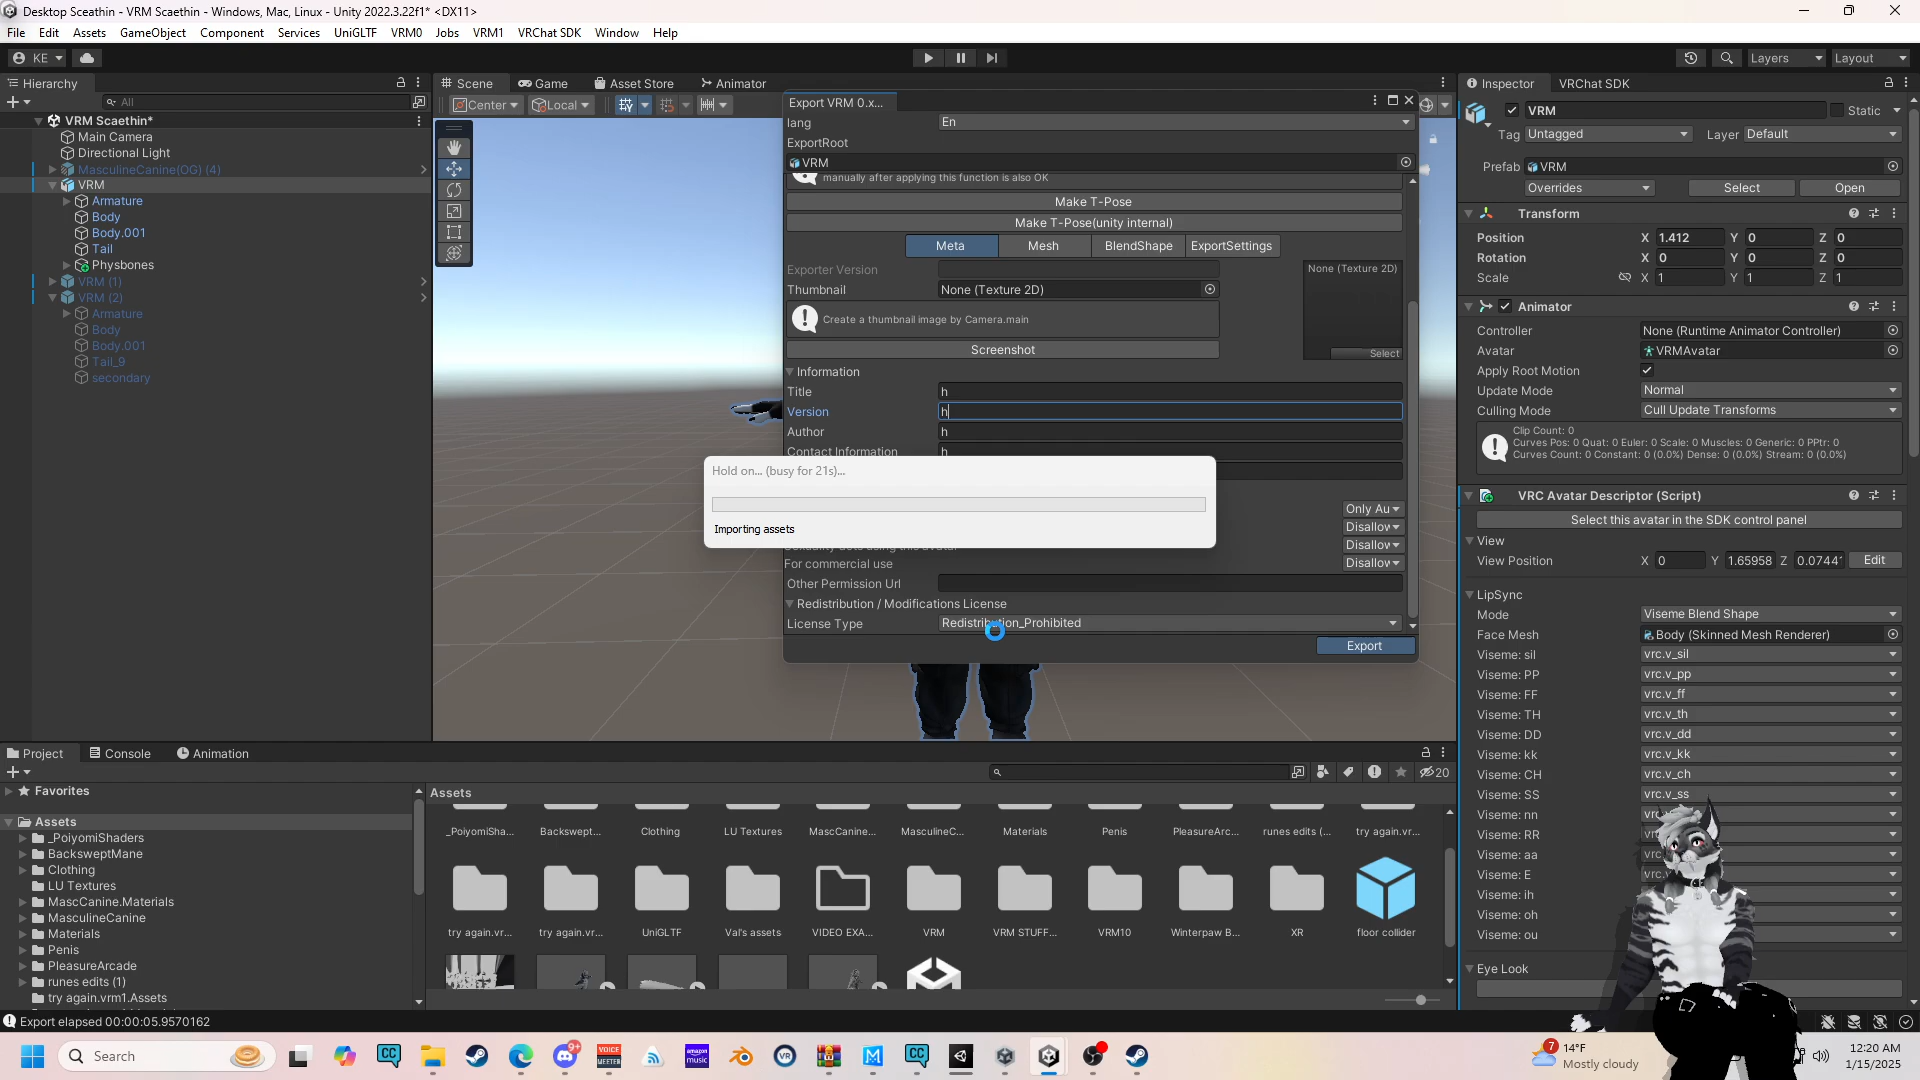 Desktop Sceathin - VRM Scaethin - Windows, Mac, Linux - Unity 2022.3.22f1* <DX11>
File Edit Assets GameObject Component Services UniGLTF VRM0 Jobs VRM1 VRChat SDK Window Help
KE Layers Layout
Hierarchy
All
VRM Scaethin*
Main Camera
Directional Light
MasculineCanine(OG) (4)
VRM
Armature
Body
Body.001
Tail
Physbones
VRM (1)
VRM (2)
Armature
Body
Body.001
Tail_9
secondary
Scene Game Asset Store Animator
Center Local
Export VRM 0.x...
lang En
ExportRoot
VRM
manually after applying this function is also OK
Make T-Pose
Make T-Pose(unity internal)
Meta Mesh BlendShape ExportSettings
Exporter Version
Thumbnail None (Texture 2D)
None (Texture 2D)
Create a thumbnail image by Camera.main
Screenshot
Select
Information
Title h
Version h
Author h
Contact Information h
Hold on... (busy for 21s)...
Importing assets
Only Au
Disallow
Disallow
For commercial use Disallow
Other Permission Url
Redistribution / Modifications License
License Type Redistribution_Prohibited
Export
Inspector VRChat SDK
VRM Static
Tag Untagged Layer Default
Prefab VRM
Overrides Select Open
Transform
Position X 1.412 Y 0 Z 0
Rotation X 0 Y 0 Z 0
Scale X 1 Y 1 Z 1
Animator
Controller None (Runtime Animator Controller)
Avatar VRMAvatar
Apply Root Motion
Update Mode Normal
Culling Mode Cull Update Transforms
Clip Count: 0
Curves Pos: 0 Quat: 0 Euler: 0 Scale: 0 Muscles: 0 Generic: 0 PPtr: 0
Curves Count: 0 Constant: 0 (0.0%) Dense: 0 (0.0%) Stream: 0 (0.0%)
VRC Avatar Descriptor (Script)
Select this avatar in the SDK control panel
View
View Position X 0 Y 1.65958 Z 0.0744 Edit
LipSync
Mode Viseme Blend Shape
Face Mesh Body (Skinned Mesh Renderer)
Viseme: sil vrc.v_sil
Viseme: PP vrc.v_pp
Viseme: FF vrc.v_ff
Viseme: TH vrc.v_th
Viseme: DD vrc.v_dd
Viseme: kk vrc.v_kk
Viseme: CH vrc.v_ch
Viseme: SS vrc.v_ss
Viseme: nn
Viseme: RR
Viseme: aa
Viseme: E
Viseme: ih
Viseme: oh
Viseme: ou
Eye Look
Project Console Animation
20
Favorites
Assets
_PoiyomiShaders
BacksweptMane
Clothing
LU Textures
MascCanine.Materials
MasculineCanine
Materials
Penis
PleasureArcade
runes edits (1)
try again.vrm1.Assets
Assets
_PoiyomiSha... Backswept... Clothing LU Textures MascCanine... MasculineC... Materials Penis PleasureArc... runes edits (... try again.vr...
try again.vr... try again.vr... UniGLTF Val's assets VIDEO EXA... VRM VRM STUFF... VRM10 Winterpaw B... XR floor collider
Export elapsed 00:00:05.9570162
Search
9+
VOICE MEETER
amazon music
7
14°F
Mostly cloudy
12:20 AM
1/15/2025